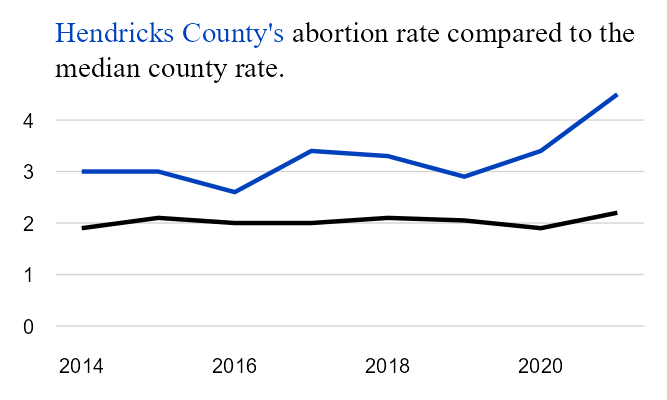 Hendricks County's abortion rate compared to the
median county rate.
4
3
2
1
0
2014 2016 2018 2020